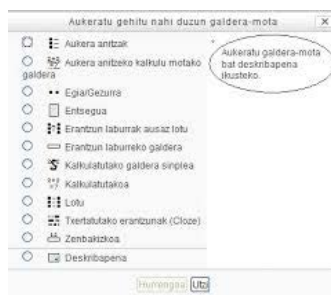 Aukeratu gehitu nahi duzun galdera-mota
Aukera anitzak
Aukera anitzeko kalkulu motako
galdera
Egia/Gezurra
Entsegua
Erantzun laburrak ausaz lotu
Erantzun laburreko galdera
Kalkulatutako galdera sinplea
Kalkulatutakoa
Lotu
Txertatutako erantzunak (Cloze)
Zenbakizkoa
Deskribapena
Aukeratu galdera-mota
bat deskribapena
ikusteko.
Hurrengoa Utzi